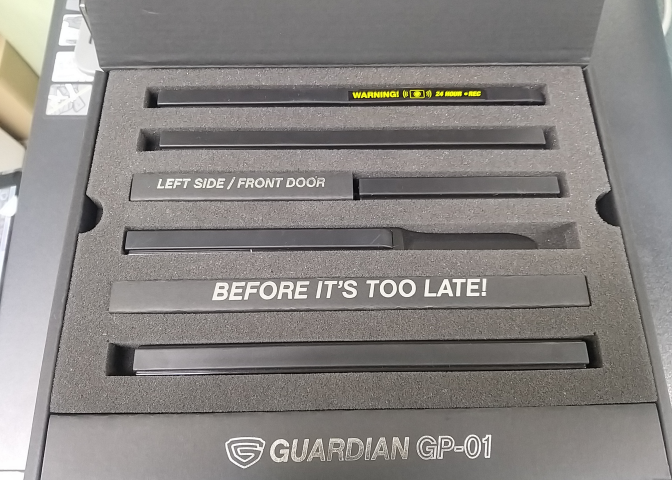 WARNING! 24 HOUR • REC
LEFT SIDE / FRONT DOOR
BEFORE IT'S TOO LATE!
GUARDIAN GP-01